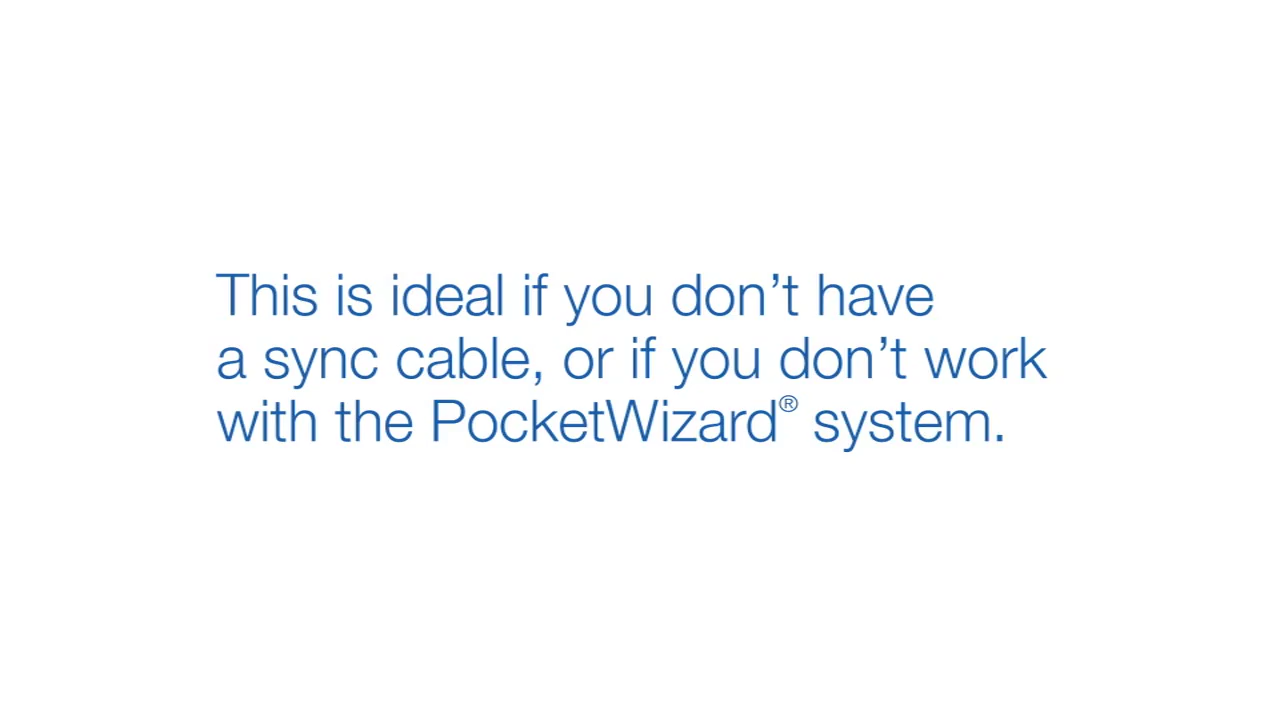 This is ideal if you don’t have
a sync cable, or if you don’t work
with the PocketWizard® system.